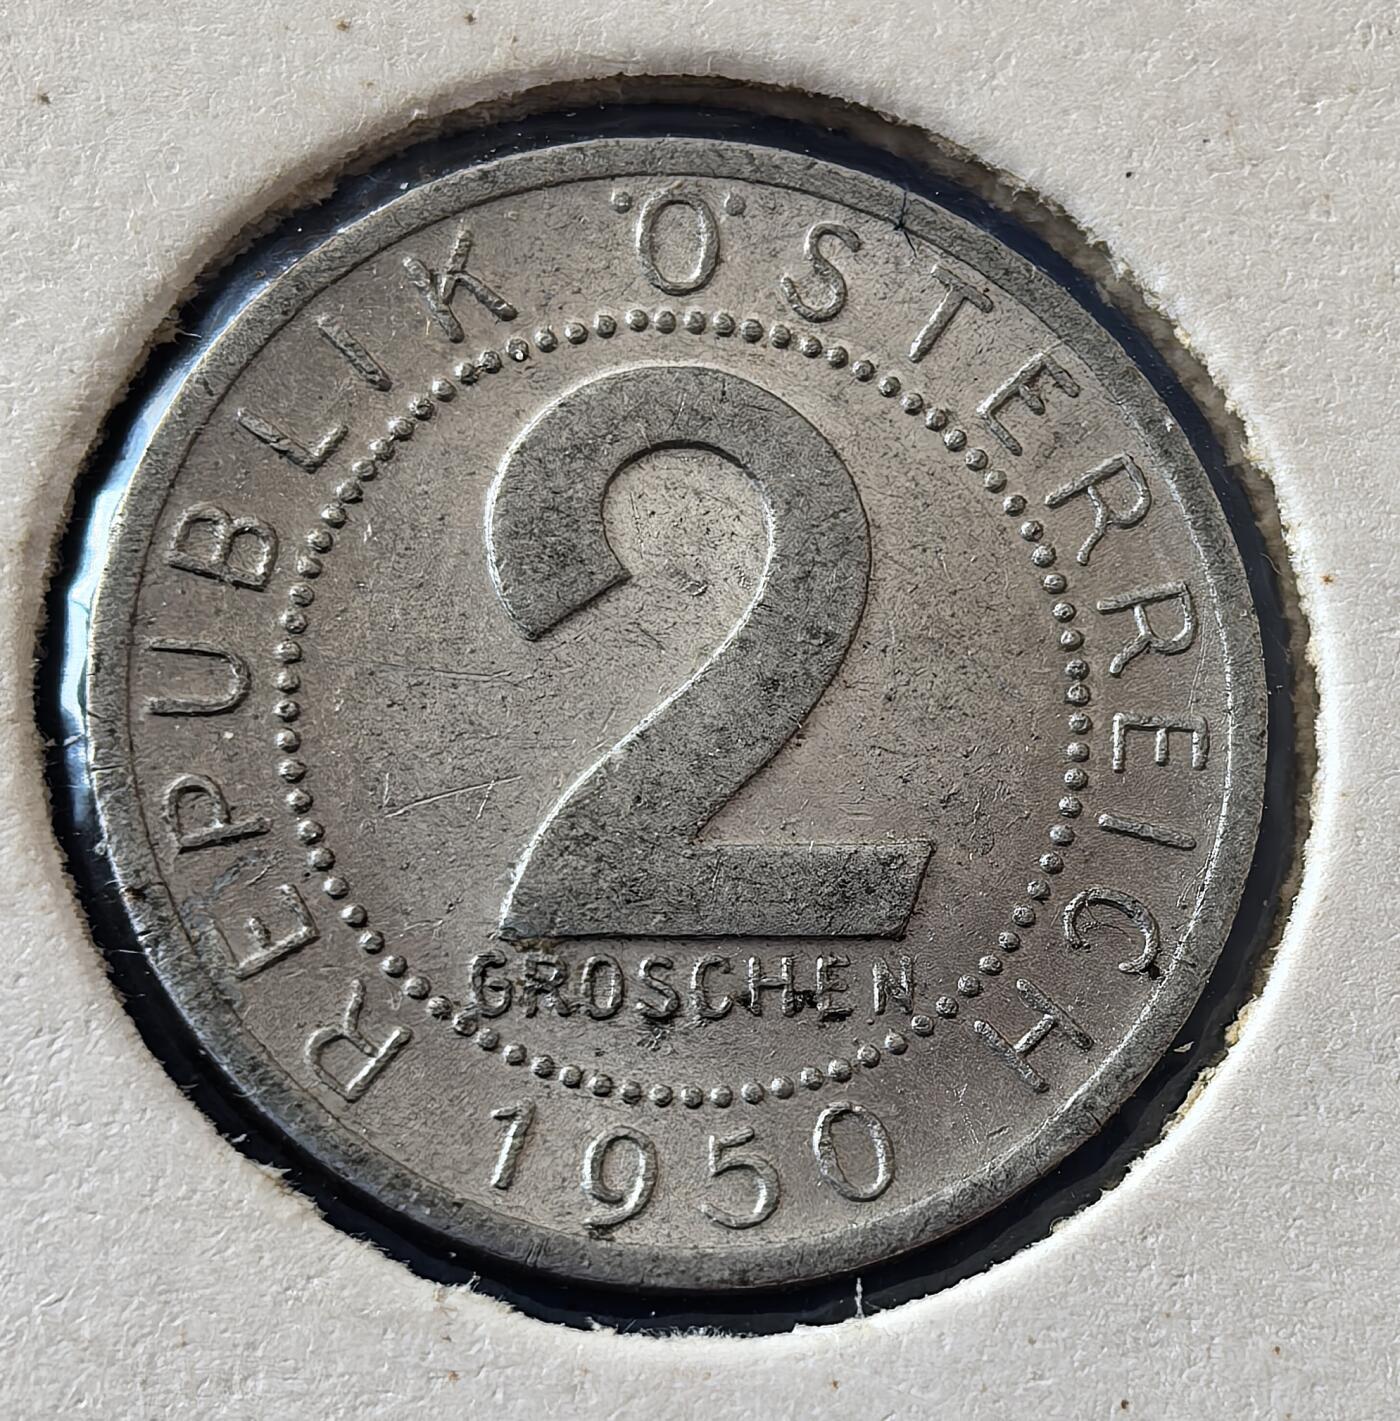 REPUBLIK ÖSTERREICH
2
GROSCHEN
1950